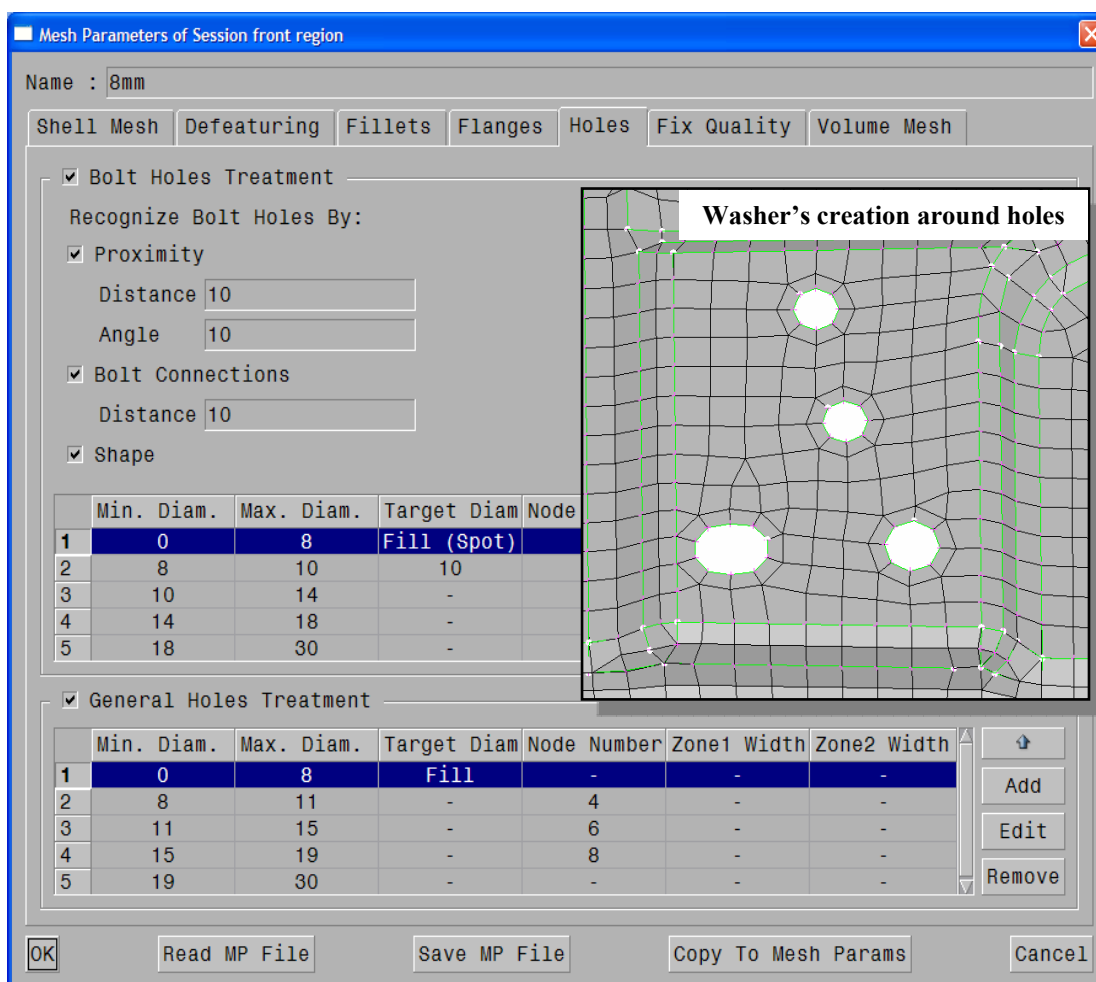 Mesh Parameters of Session front region
Name : 8mm
Shell Mesh Defeaturing Fillets Flanges Holes Fix Quality Volume Mesh
Bolt Holes Treatment
Recognize Bolt Holes By:
Washer's creation around holes
Proximity
Distance 10
Angle 10
Bolt Connections
Distance 10
Shape
Min. Diam. Max. Diam. Target Diam Node
1 0 8 Fill (Spot)
2 8 10 10
3 10 14 -
4 14 18 -
5 18 30 -
General Holes Treatment
Min. Diam. Max. Diam. Target Diam Node Number Zone1 Width Zone2 Width
1 0 8 Fill - - -
Add
2 8 11 - 4 - -
3 11 15 - 6 - -
Edit
4 15 19 - 8 - -
5 19 30 - - - -
Remove
OK Read MP File Save MP File Copy To Mesh Params Cancel